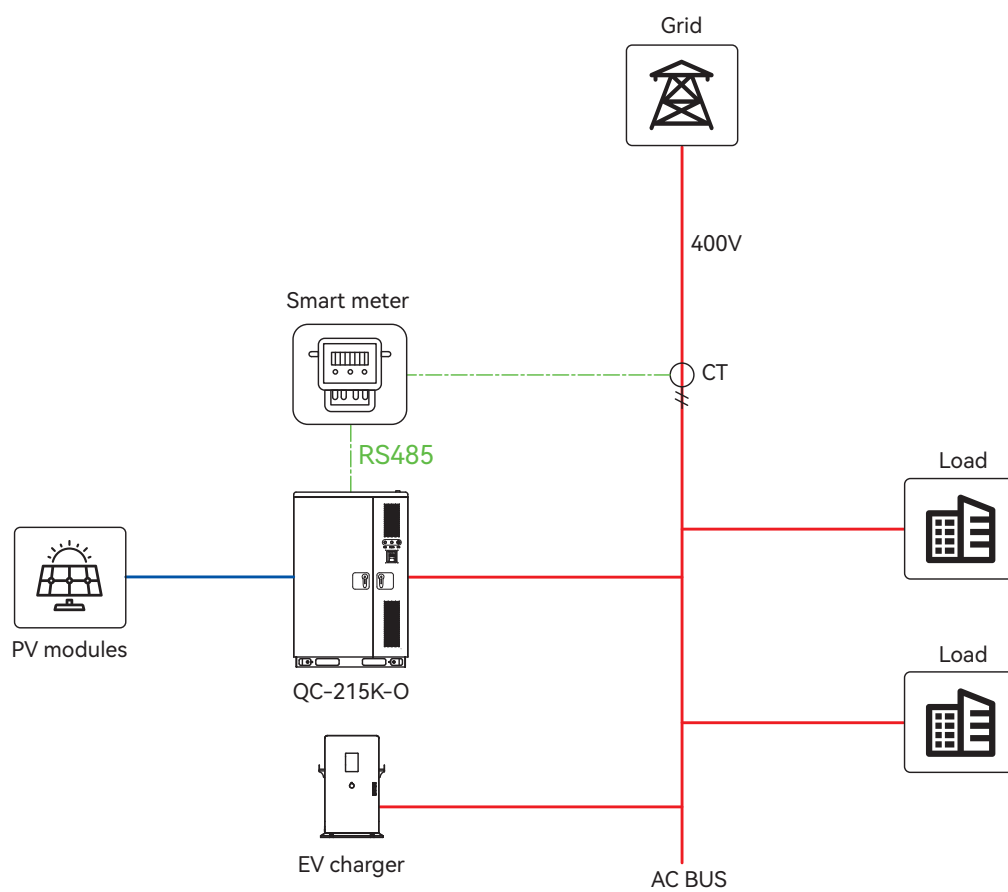 Grid
400V
Smart meter
CT
RS485
Load
PV modules
QC-215K-O
Load
EV charger
AC BUS